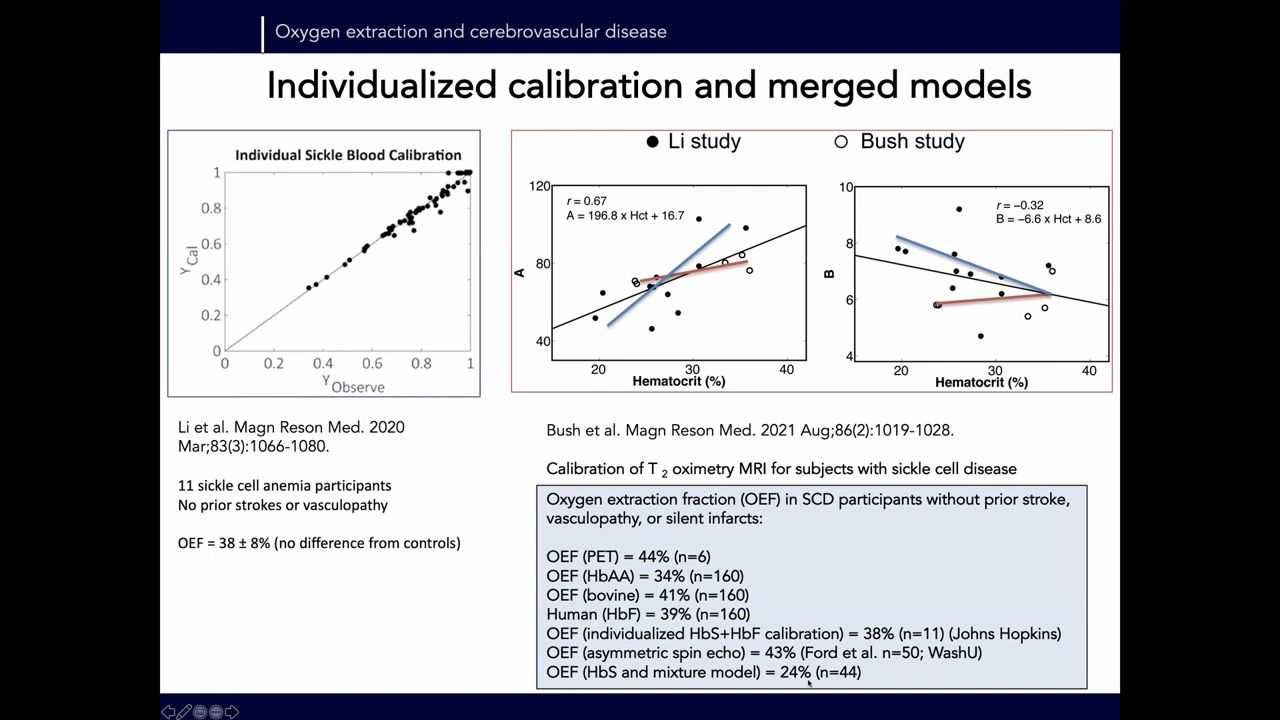 Oxygen extraction and cerebrovascular disease
Individualized calibration and merged models
Individual Sickle Blood Calibration
1
0.8
0.6
0.4
0.2
0
Y Cal
0 0.2 0.4 0.6 0.8 1
Y Observe
Li study
Bush study
r = 0.67
A = 196.8 x Hct + 16.7
120
80
40
A
20 30 40
Hematocrit (%)
r = −0.32
B = −6.6 x Hct + 8.6
10
8
6
4
B
20 30 40
Hematocrit (%)
Li et al. Magn Reson Med. 2020
Mar;83(3):1066-1080.
11 sickle cell anemia participants
No prior strokes or vasculopathy
OEF = 38 ± 8% (no difference from controls)
Bush et al. Magn Reson Med. 2021 Aug;86(2):1019-1028.
Calibration of T 2 oximetry MRI for subjects with sickle cell disease
Oxygen extraction fraction (OEF) in SCD participants without prior stroke,
vasculopathy, or silent infarcts:
OEF (PET) = 44% (n=6)
OEF (HbAA) = 34% (n=160)
OEF (bovine) = 41% (n=160)
Human (HbF) = 39% (n=160)
OEF (individualized HbS+HbF calibration) = 38% (n=11) (Johns Hopkins)
OEF (asymmetric spin echo) = 43% (Ford et al. n=50; WashU)
OEF (HbS and mixture model) = 24% (n=44)